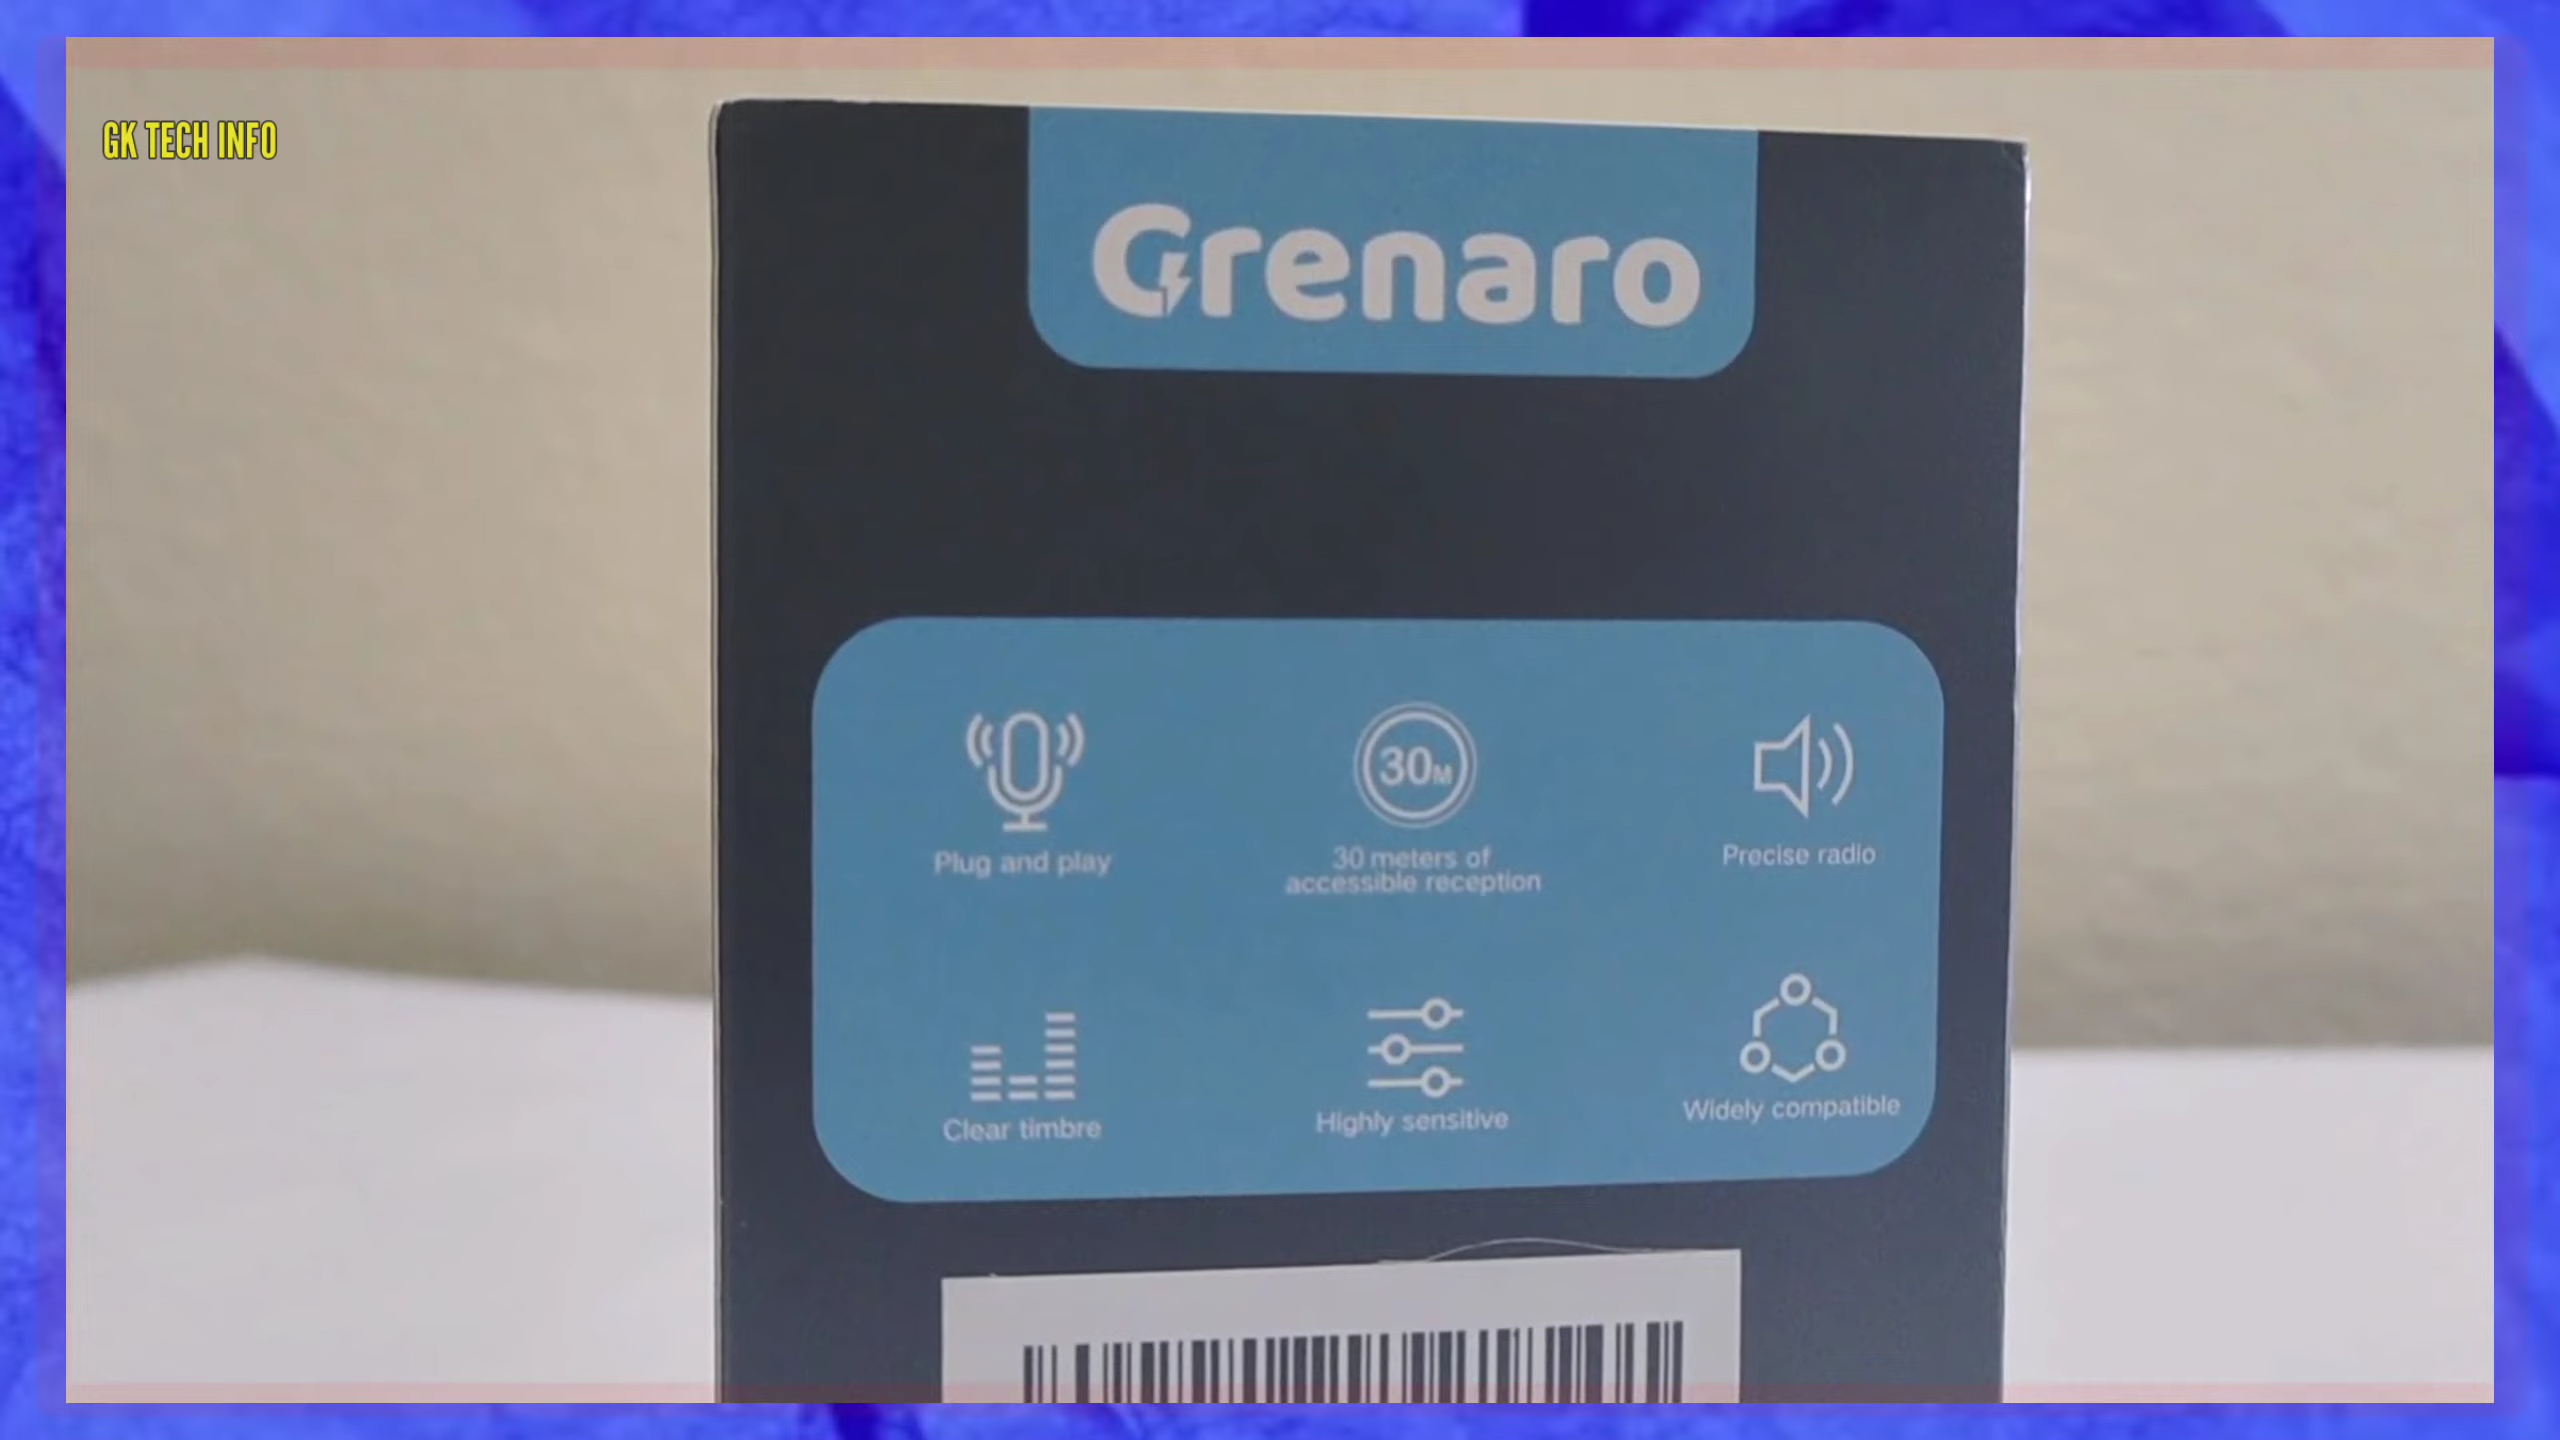 GK TECH INFO
Grenaro
30M
Plug and play
30 meters of
accessible reception
Precise radio
Clear timbre
Highly sensitive
Widely compatible